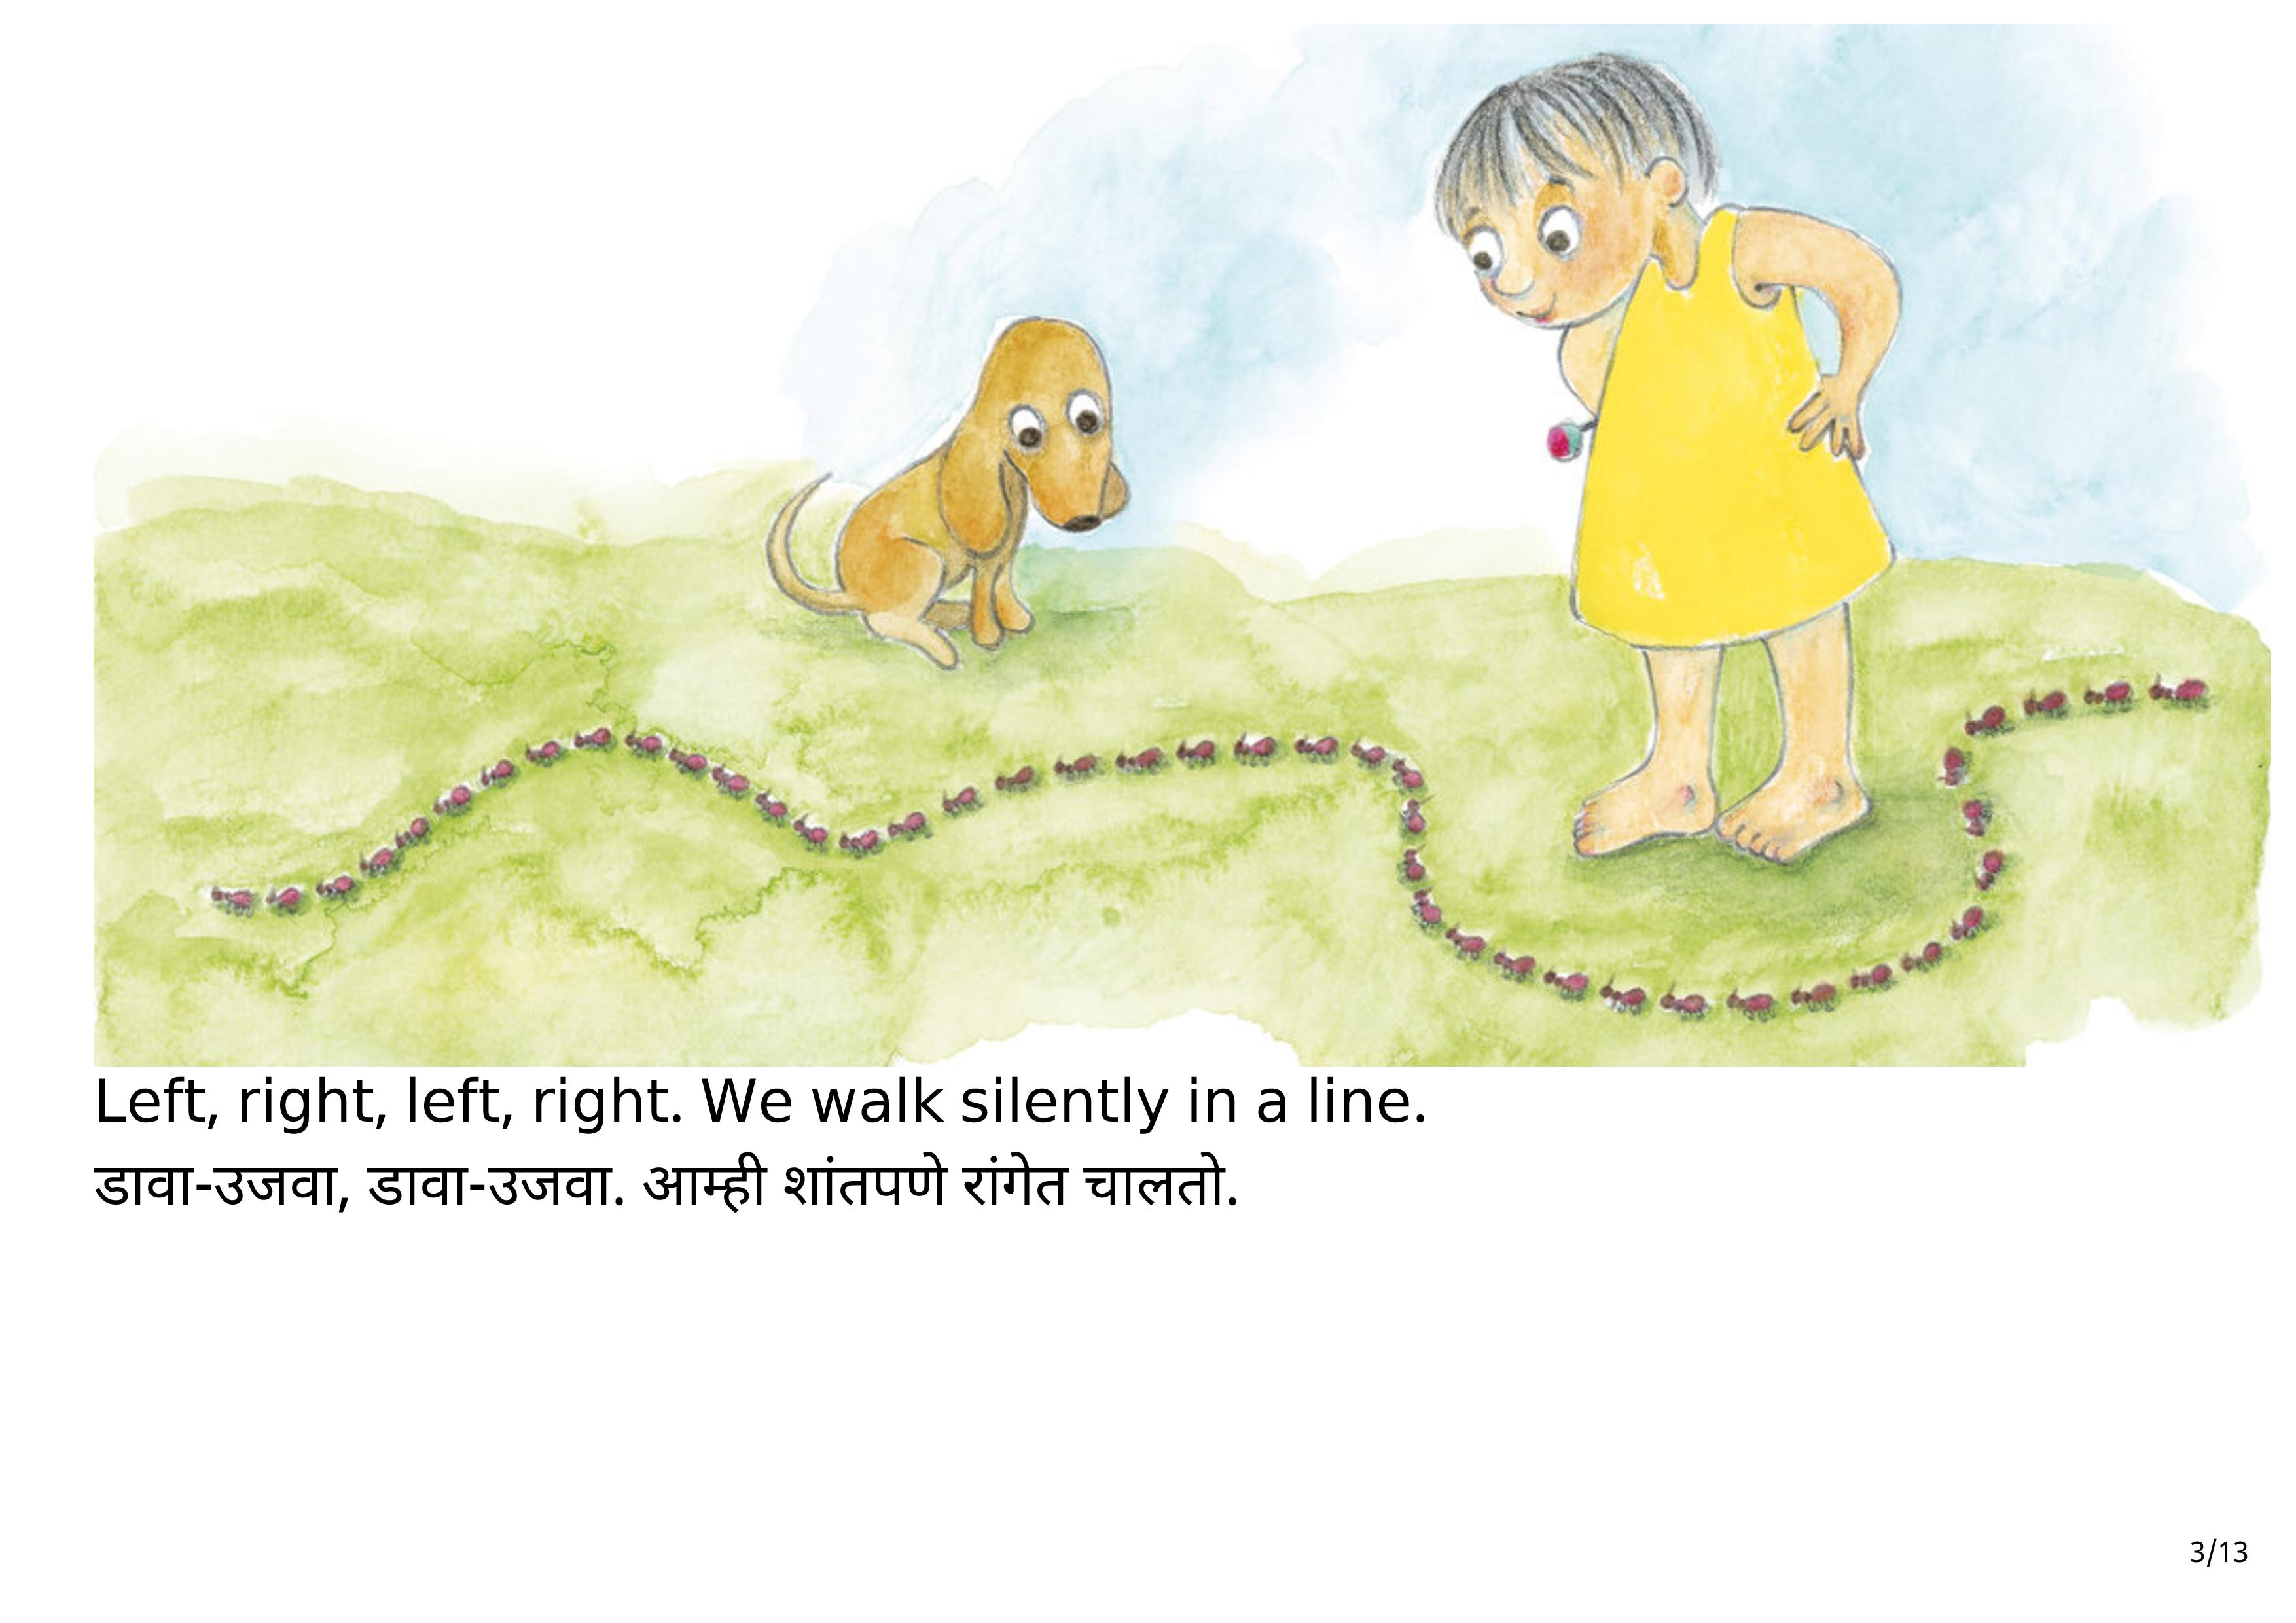 Left, right, left, right. We walk silently in a line.
डावा-उजवा, डावा-उजवा. आम्ही शांतपणे रांगेत चालतो.
3/13